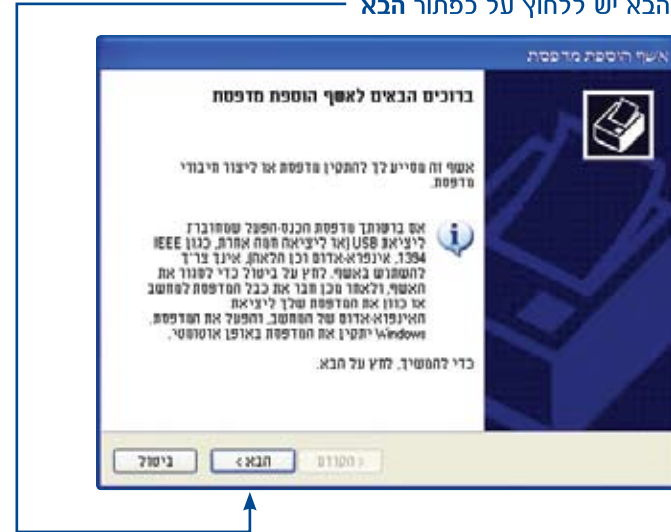 הבא יש ללחוץ על כפתור הבא
אשף הוספת מדפסת
ברוכים הבאים לאשף הוספת מדפסת
אשף זה מסייע לך להתקין מדפסת או ליצור חיבורי
מדפסת.
אם ברשותך מדפסת הכנס-הפעל שמחוברת
ליציאת USB (או ליציאה חמה אחרת, כגון IEEE
1394, אינפרא-אדום וכן הלאה), אינך צריך
להשתמש באשף. לחץ על ביטול כדי לסגור את
האשף, ולאחר מכן חבר את כבל המדפסת למחשב
או כוון את המדפסת שלך ליציאת
האינפרא-אדום של המחשב, והפעל את המדפסת.
Windows יתקין את המדפסת באופן אוטומטי.
כדי להמשיך, לחץ על הבא.
< הקודם
הבא >
ביטול